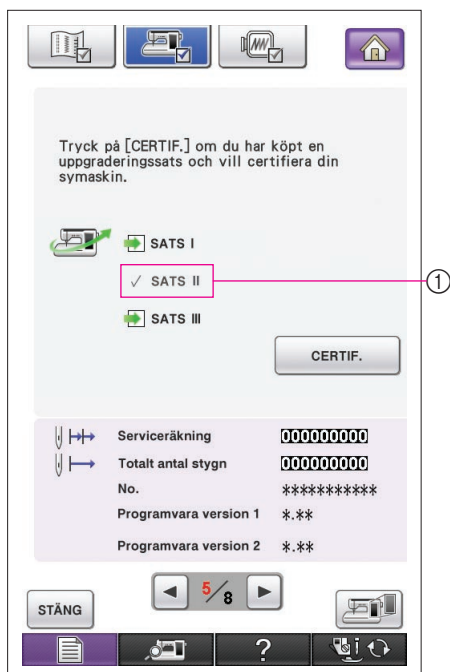 Tryck på [CERTIF.] om du har köpt en
uppgraderingssats och vill certifiera din
symaskin.
SATS I
✓ SATS II
①
SATS III
CERTIF.
Serviceräkning 000000000
Totalt antal stygn 000000000
No. ***********
Programvara version 1 *.**
Programvara version 2 *.**
STÄNG
5/8
?